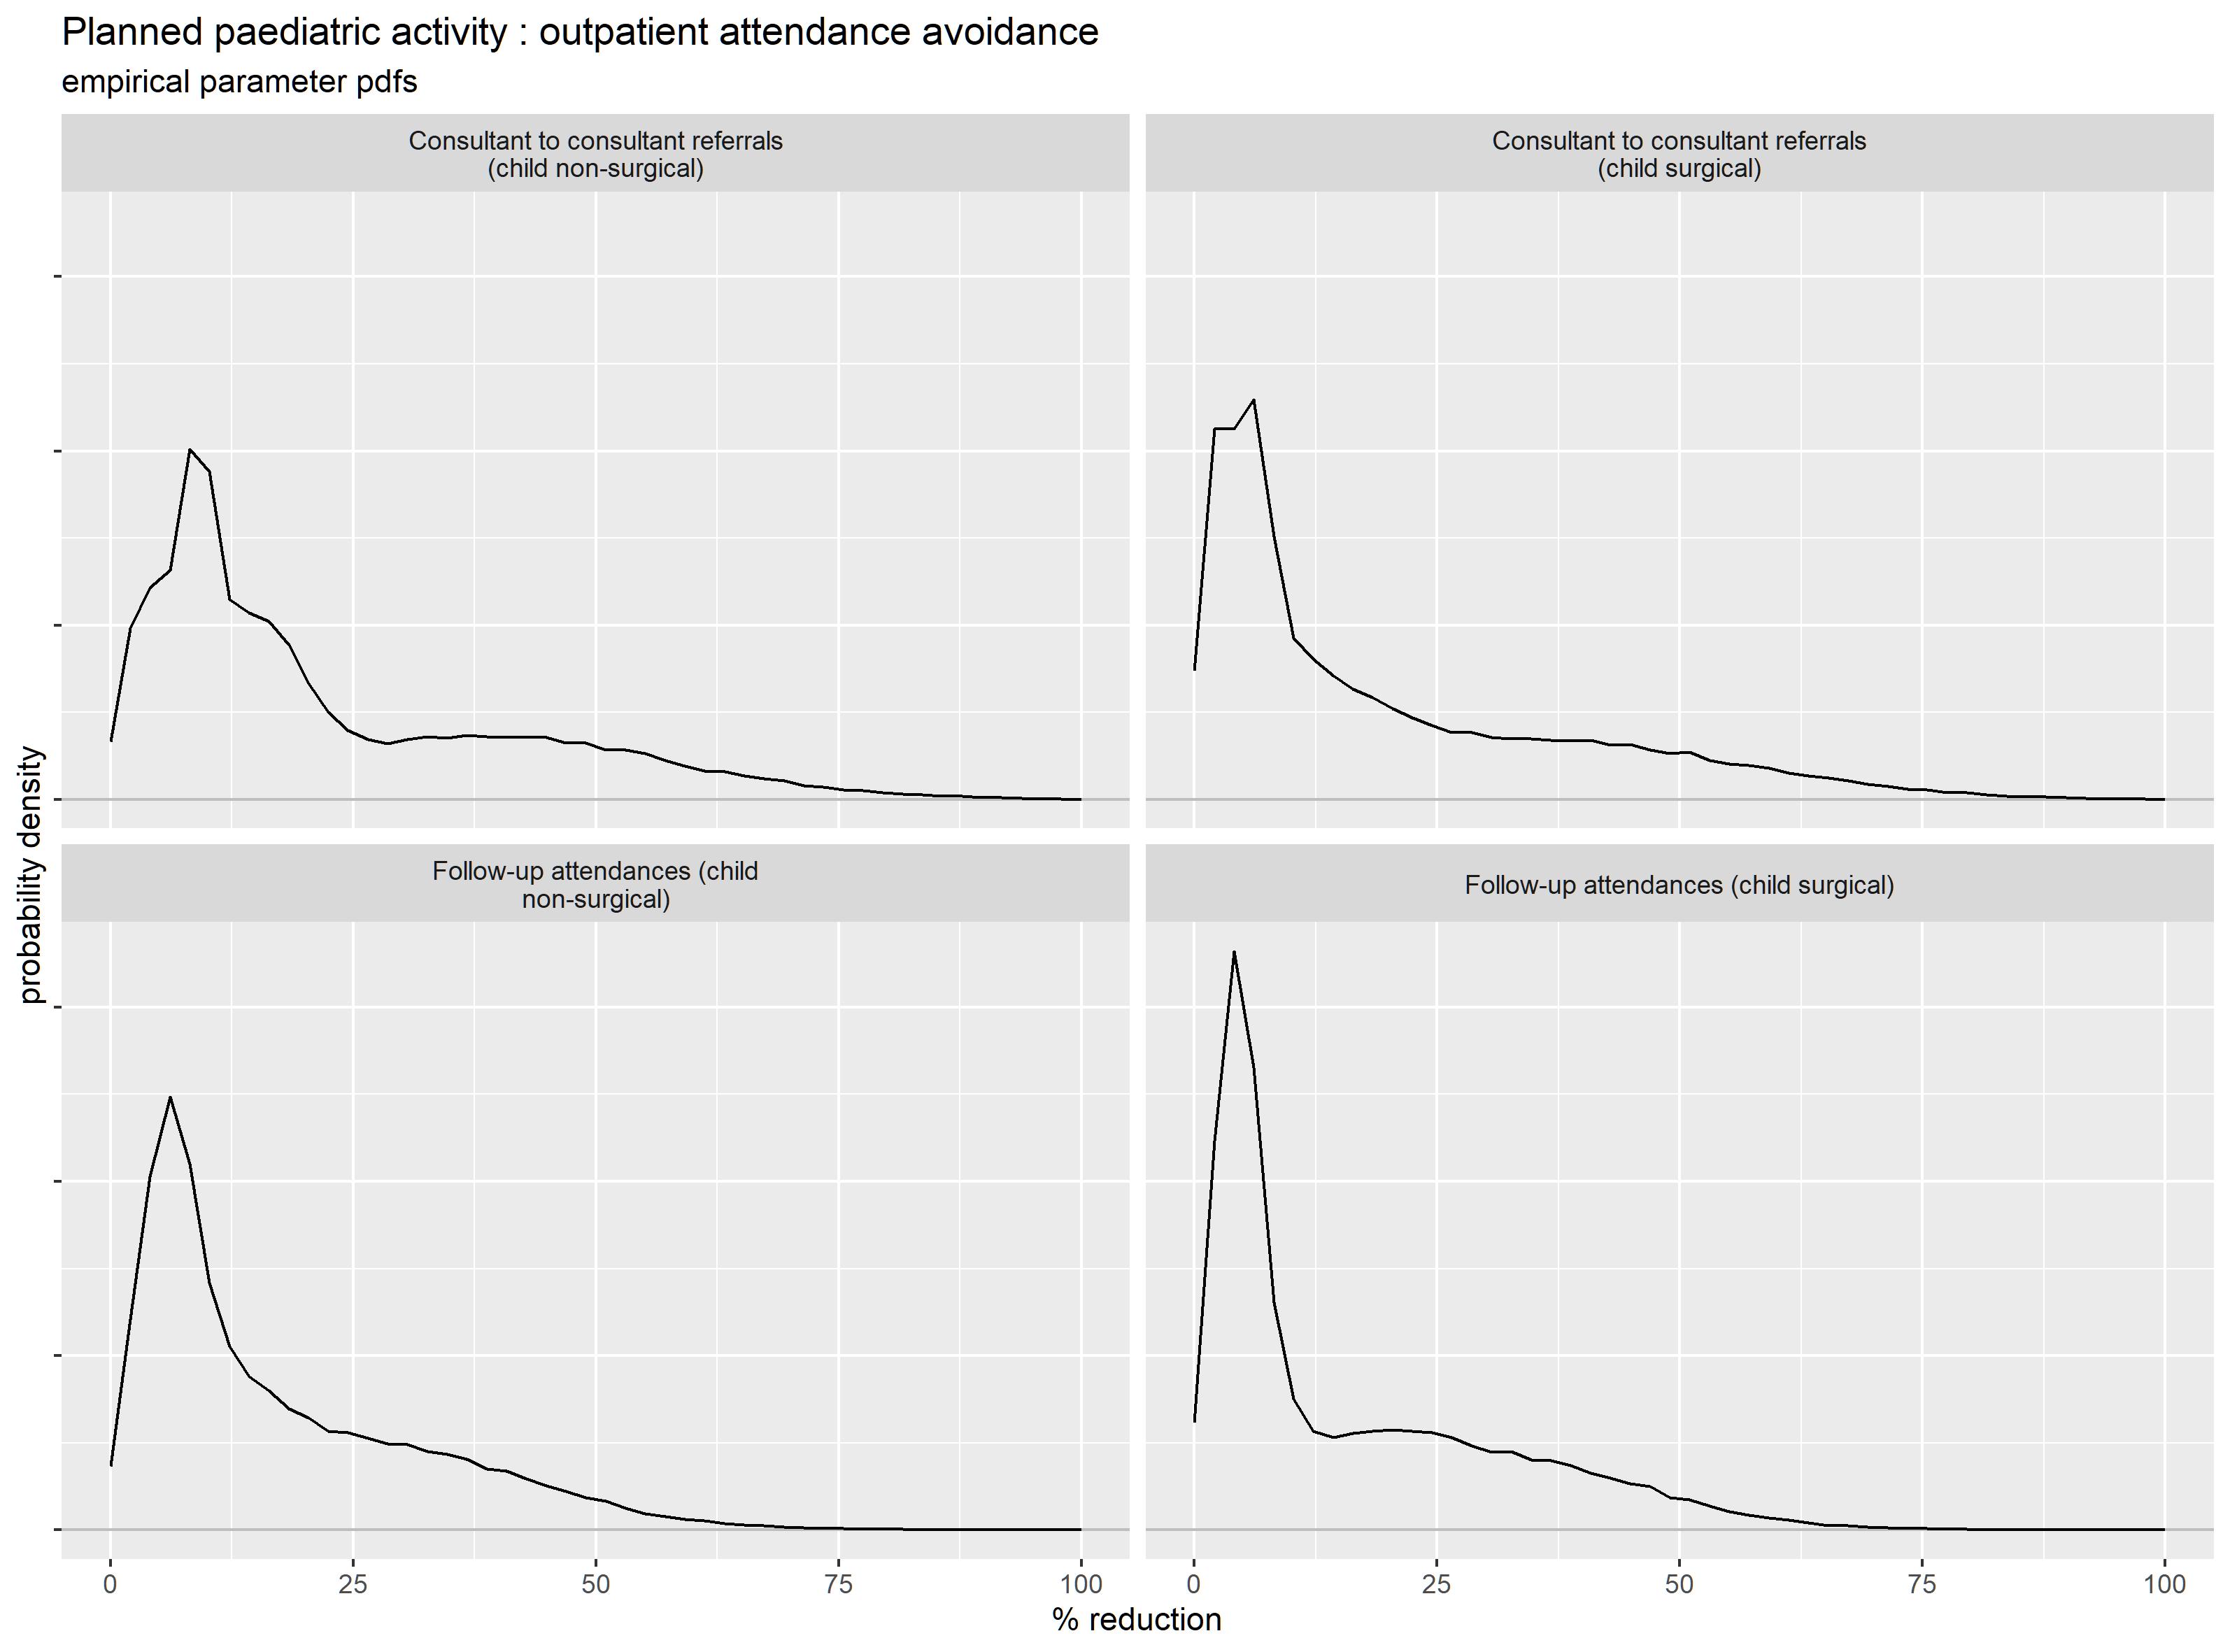 Planned paediatric activity : outpatient attendance avoidance
empirical parameter pdfs
Consultant to consultant referrals
(child non-surgical)
Consultant to consultant referrals
(child surgical)
probability density
Follow-up attendances (child
non-surgical)
Follow-up attendances (child surgical)
0 25 50 75 100
0 25 50 75 100
% reduction